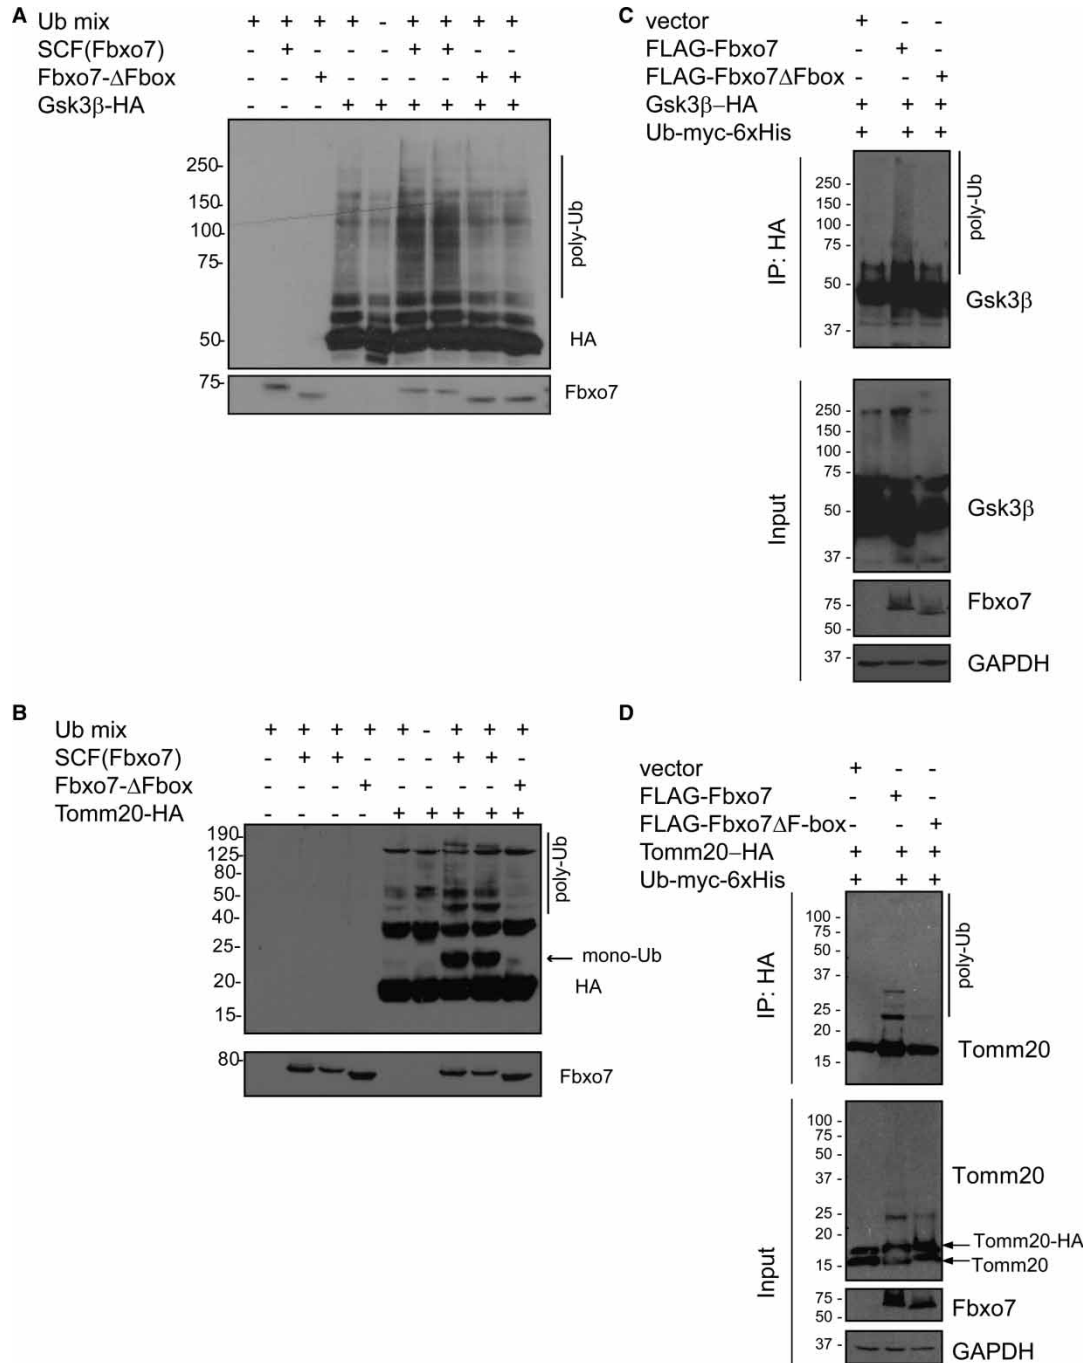 A
Ub mix + + + + - + + + +
SCF(Fbxo7) - + - - - + + - -
Fbxo7-ΔFbox - - + - - - - + +
Gsk3β-HA - - - + + + + + +
250-
150-
100-
75-
50-
poly-Ub
HA
75-
Fbxo7
C
vector + - -
FLAG-Fbxo7 - + -
FLAG-Fbxo7ΔFbox - - +
Gsk3β–HA + + +
Ub-myc-6xHis + + +
IP: HA
250 -
150 -
100 -
75 -
50 -
37 -
poly-Ub
Gsk3β
Input
250 -
150 -
100 -
75 -
50 -
37 -
Gsk3β
75 -
50 -
Fbxo7
37 -
GAPDH
B
Ub mix + + + + + - + + +
SCF(Fbxo7) - + + - - - + + -
Fbxo7-ΔFbox - - - + - - - - +
Tomm20-HA - - - - + + + + +
190-
125-
80-
50-
40-
25-
20-
15-
poly-Ub
mono-Ub
HA
80-
Fbxo7
D
vector + - -
FLAG-Fbxo7 - + -
FLAG-Fbxo7ΔF-box- - +
Tomm20–HA + + +
Ub-myc-6xHis + + +
IP: HA
100 -
75 -
50 -
37 -
25 -
20 -
15 -
poly-Ub
Tomm20
Input
100 -
75 -
50 -
37 -
25 -
20 -
15 -
Tomm20
Tomm20-HA
Tomm20
75 -
50 -
Fbxo7
37 -
GAPDH